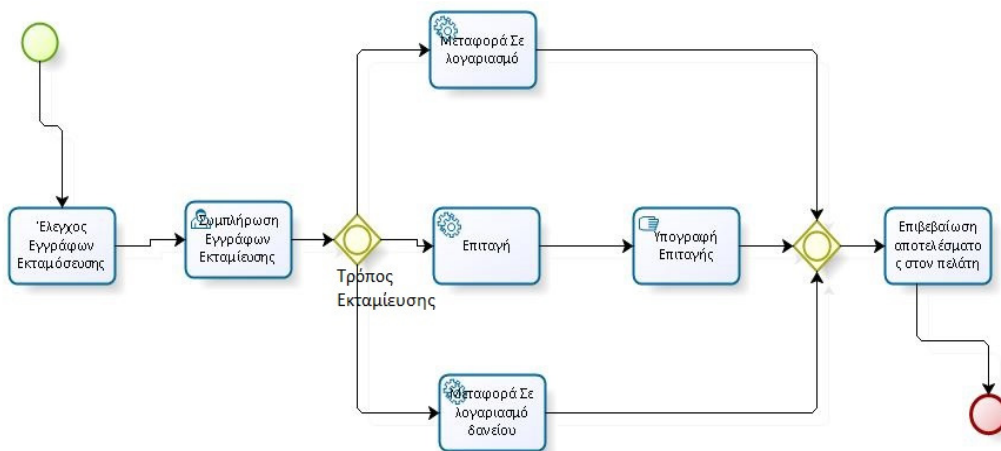 Μεταφορά Σε
λογαριασμό
Έλεγχος
Εγγράφων
Εκταμόσευσης
Συμπλήρωση
Εγγράφων
Εκταμίευσης
Τρόπος
Εκταμίευσης
Επιταγή
Υπογραφή
Επιταγής
Επιβεβαίωση
αποτελέσματο
ς στον πελάτη
Μεταφορά Σε
λογαριασμό
δανείου